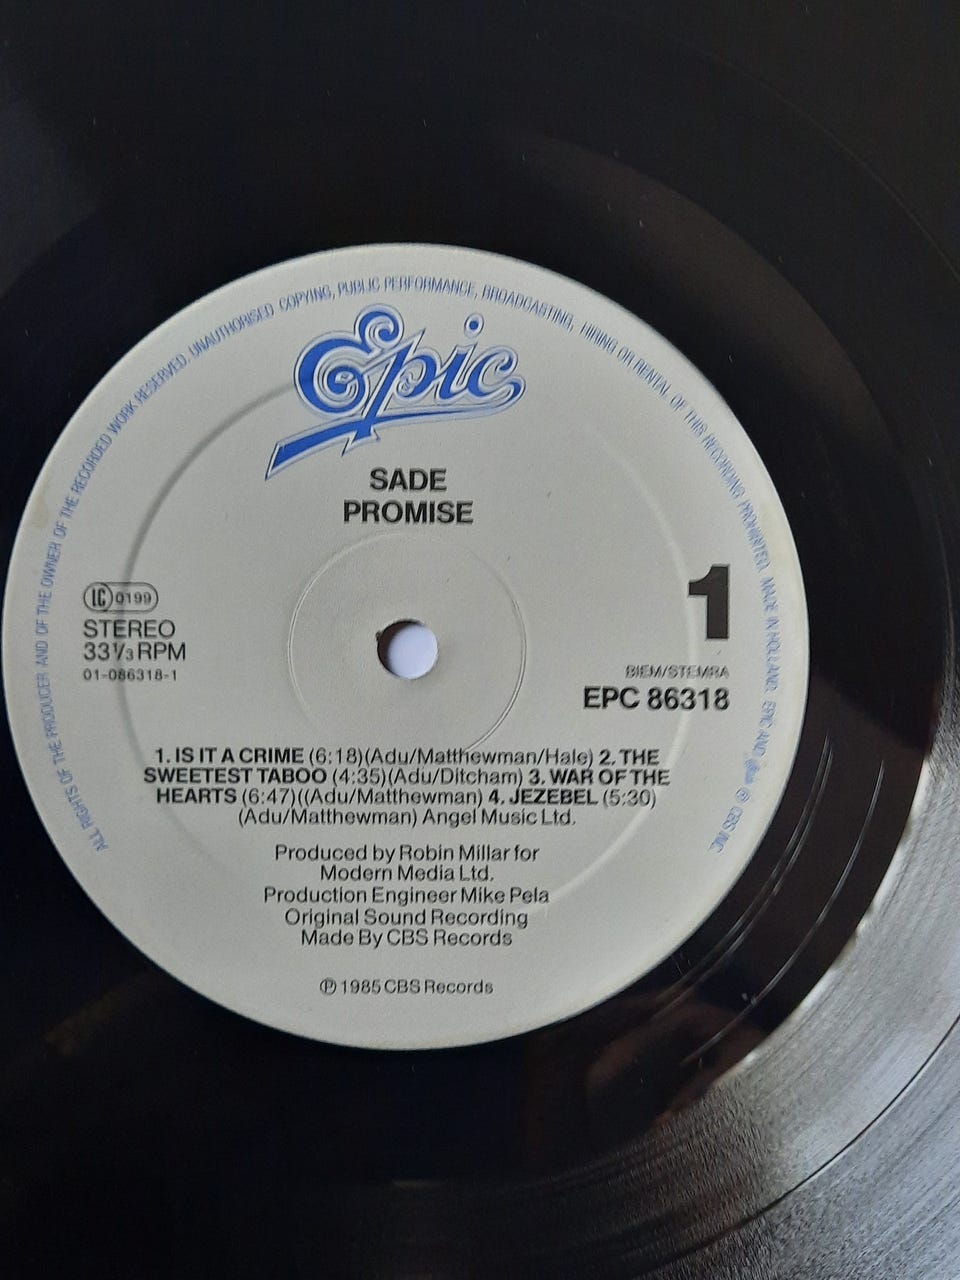 ALL RIGHTS OF THE PRODUCER AND OF THE OWNER OF THE RECORDED WORK RESERVED. UNAUTHORISED COPYING, PUBLIC PERFORMANCE, BROADCASTING, HIRING OR RENTAL OF THIS RECORDING PROHIBITED. MADE IN HOLLAND. EPIC AND Epic ® CBS INC
Epic
SADE
PROMISE
1
LC 0199
STEREO
33⅓ RPM
01-086318-1
BIEM/STEMRA
EPC 86318
1. IS IT A CRIME (6:18)(Adu/Matthewman/Hale) 2. THE
SWEETEST TABOO (4:35)(Adu/Ditcham) 3. WAR OF THE
HEARTS (6:47)((Adu/Matthewman) 4. JEZEBEL (5:30)
(Adu/Matthewman) Angel Music Ltd.
Produced by Robin Millar for
Modern Media Ltd.
Production Engineer Mike Pela
Original Sound Recording
Made By CBS Records
℗ 1985 CBS Records